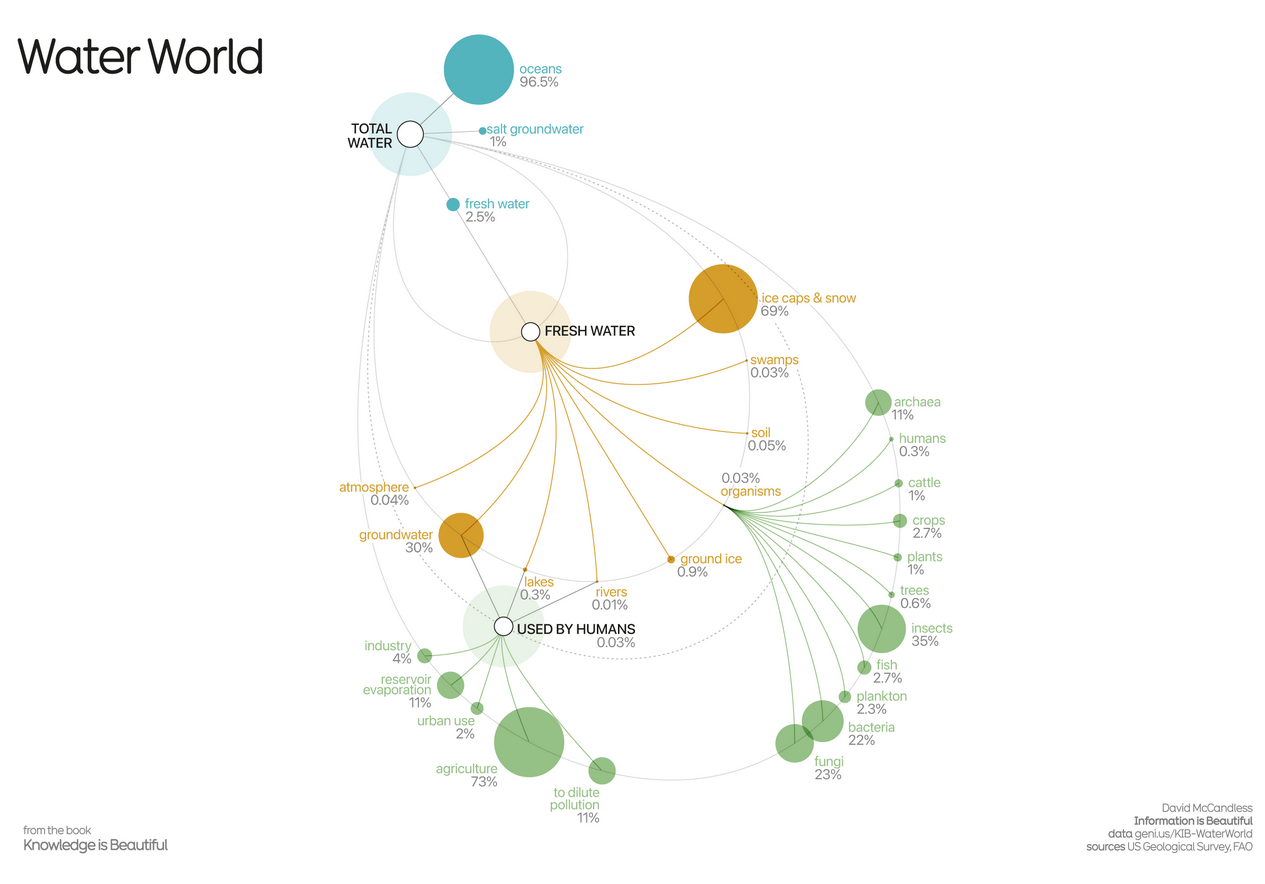 Water World
oceans
96.5%
TOTAL
WATER
salt groundwater
1%
fresh water
2.5%
ice caps & snow
69%
FRESH WATER
swamps
0.03%
archaea
11%
soil
0.05%
humans
0.3%
0.03%
organisms
cattle
1%
atmosphere
0.04%
crops
2.7%
groundwater
30%
plants
1%
ground ice
0.9%
lakes
0.3%
rivers
0.01%
trees
0.6%
USED BY HUMANS
0.03%
insects
35%
industry
4%
fish
2.7%
reservoir
evaporation
11%
plankton
2.3%
urban use
2%
bacteria
22%
agriculture
73%
fungi
23%
to dilute
pollution
11%
from the book
Knowledge is Beautiful
David McCandless
Information is Beautiful
data geni.us/KIB-WaterWorld
sources US Geological Survey, FAO